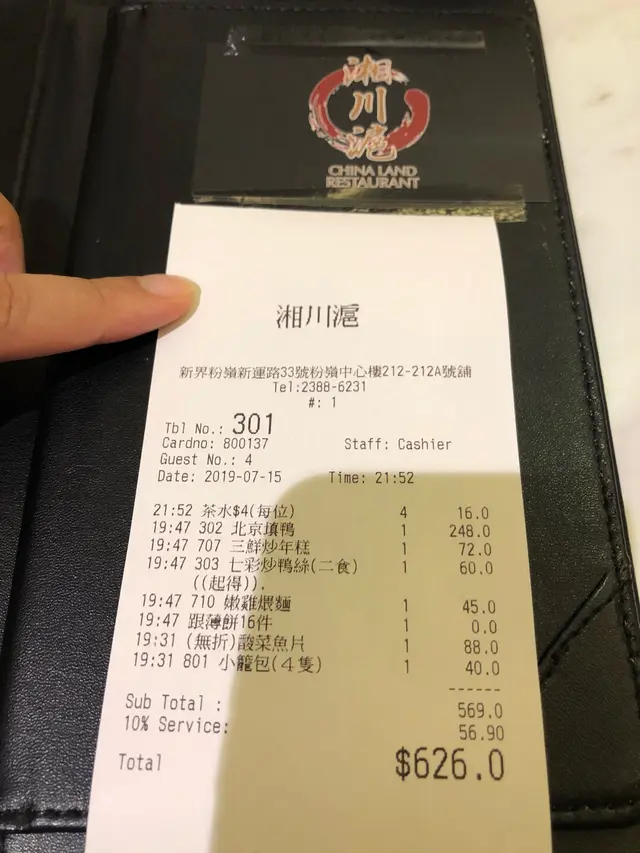 湘川滬
CHINA LAND
RESTAURANT
湘川滬
新界粉嶺新運路33號粉嶺中心樓212-212A號舖
Tel:2388-6231
#: 1
Tbl No.: 301
Cardno: 800137 Staff: Cashier
Guest No.: 4
Date: 2019-07-15 Time: 21:52
21:52 茶水$4(每位) 4 16.0
19:47 302 北京填鴨 1 248.0
19:47 707 三鮮炒年糕 1 72.0
19:47 303 七彩炒鴨絲(二食) 1 60.0
((起得)),
19:47 710 嫩雞煨麵 1 45.0
19:47 跟薄餅16件 1 0.0
19:31 (無折)酸菜魚片 1 88.0
19:31 801 小籠包(4隻) 1 40.0
------
Sub Total : 569.0
10% Service: 56.90
Total $626.0